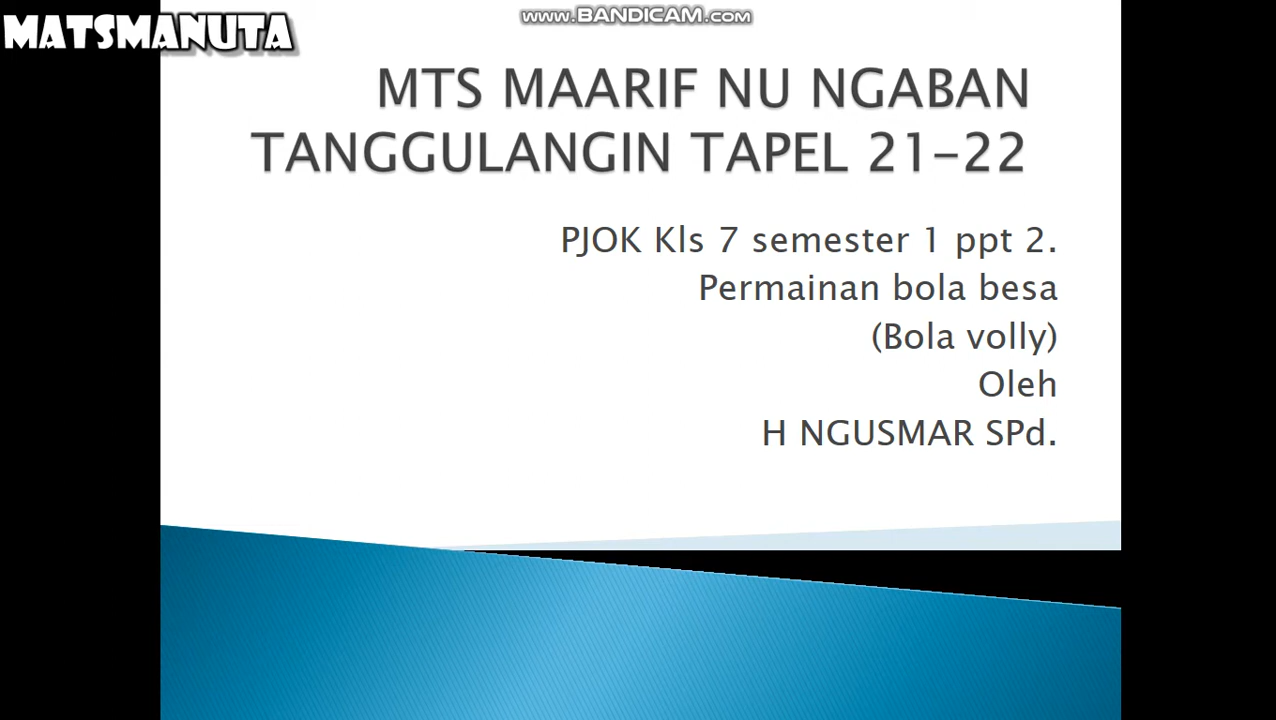 MATSMANUTA
www.BANDICAM.com
MTS MAARIF NU NGABAN
TANGGULANGIN TAPEL 21-22
PJOK Kls 7 semester 1 ppt 2.
Permainan bola besa
(Bola volly)
Oleh
H NGUSMAR SPd.